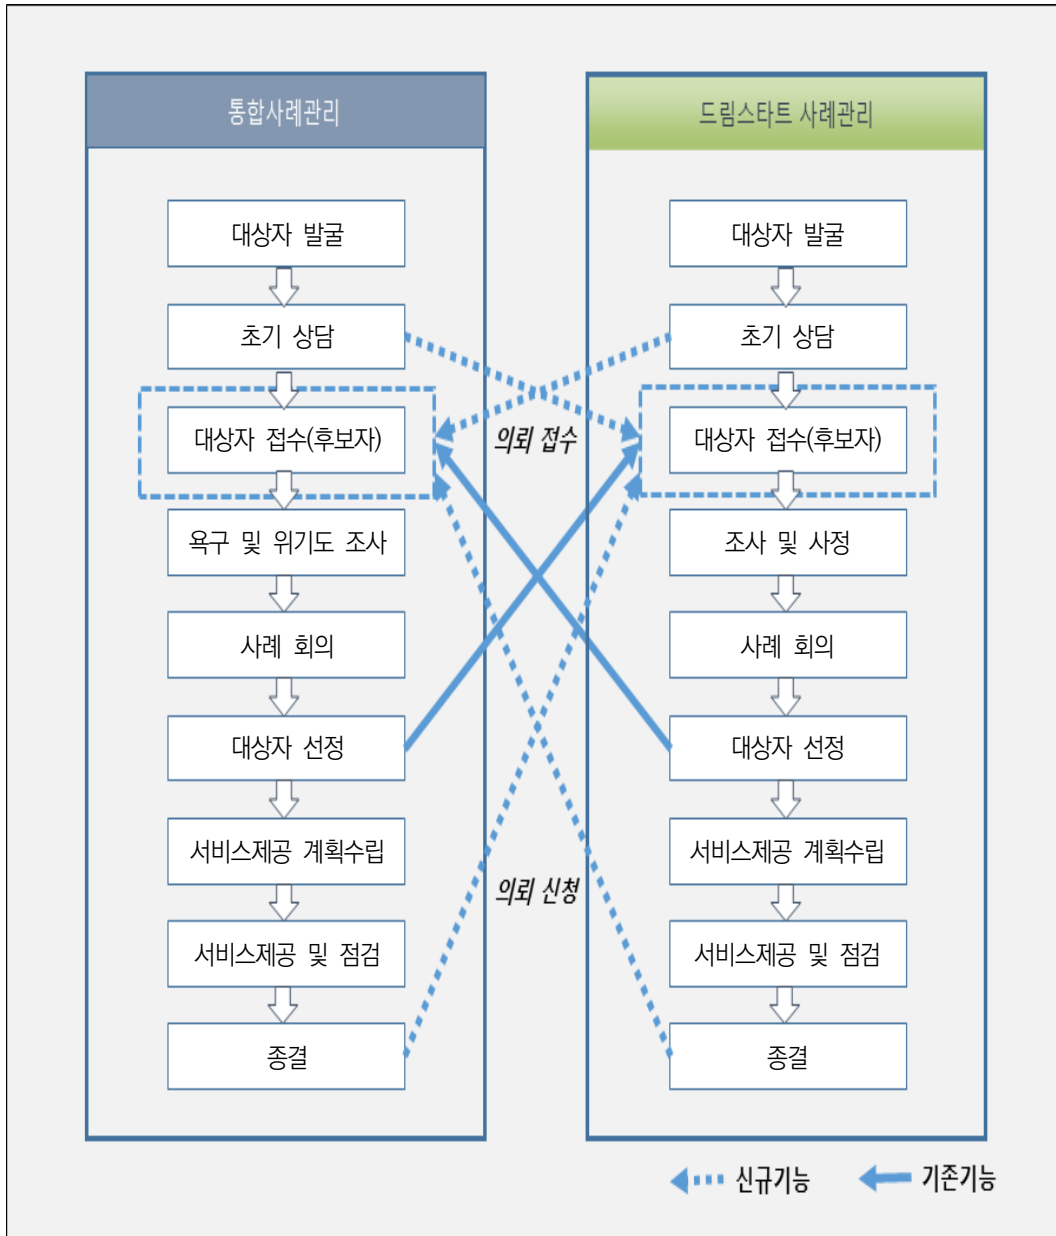 통합사례관리
대상자 발굴
초기 상담
대상자 접수(후보자)
욕구 및 위기도 조사
사례 회의
대상자 선정
서비스제공 계획수립
서비스제공 및 점검
종결
의뢰 접수
의뢰 신청
드림스타트 사례관리
대상자 발굴
초기 상담
대상자 접수(후보자)
조사 및 사정
사례 회의
대상자 선정
서비스제공 계획수립
서비스제공 및 점검
종결
신규기능
기존기능